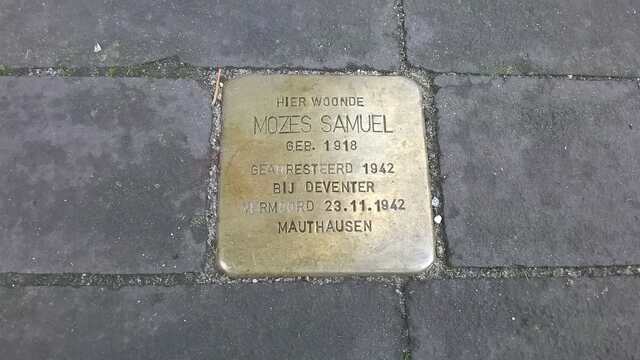 HIER WOONDE
MOZES SAMUEL
GEB. 1918
GEARRESTEERD 1942
BIJ DEVENTER
VERMOORD 23.11.1942
MAUTHAUSEN